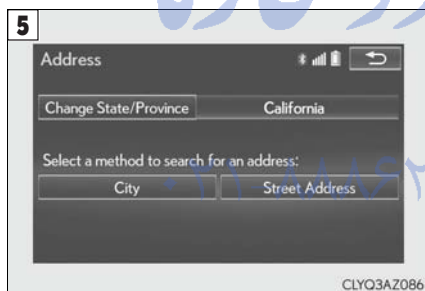 5
Address
Change State/Province California
Select a method to search for an address:
City Street Address
CLYQ3AZ086